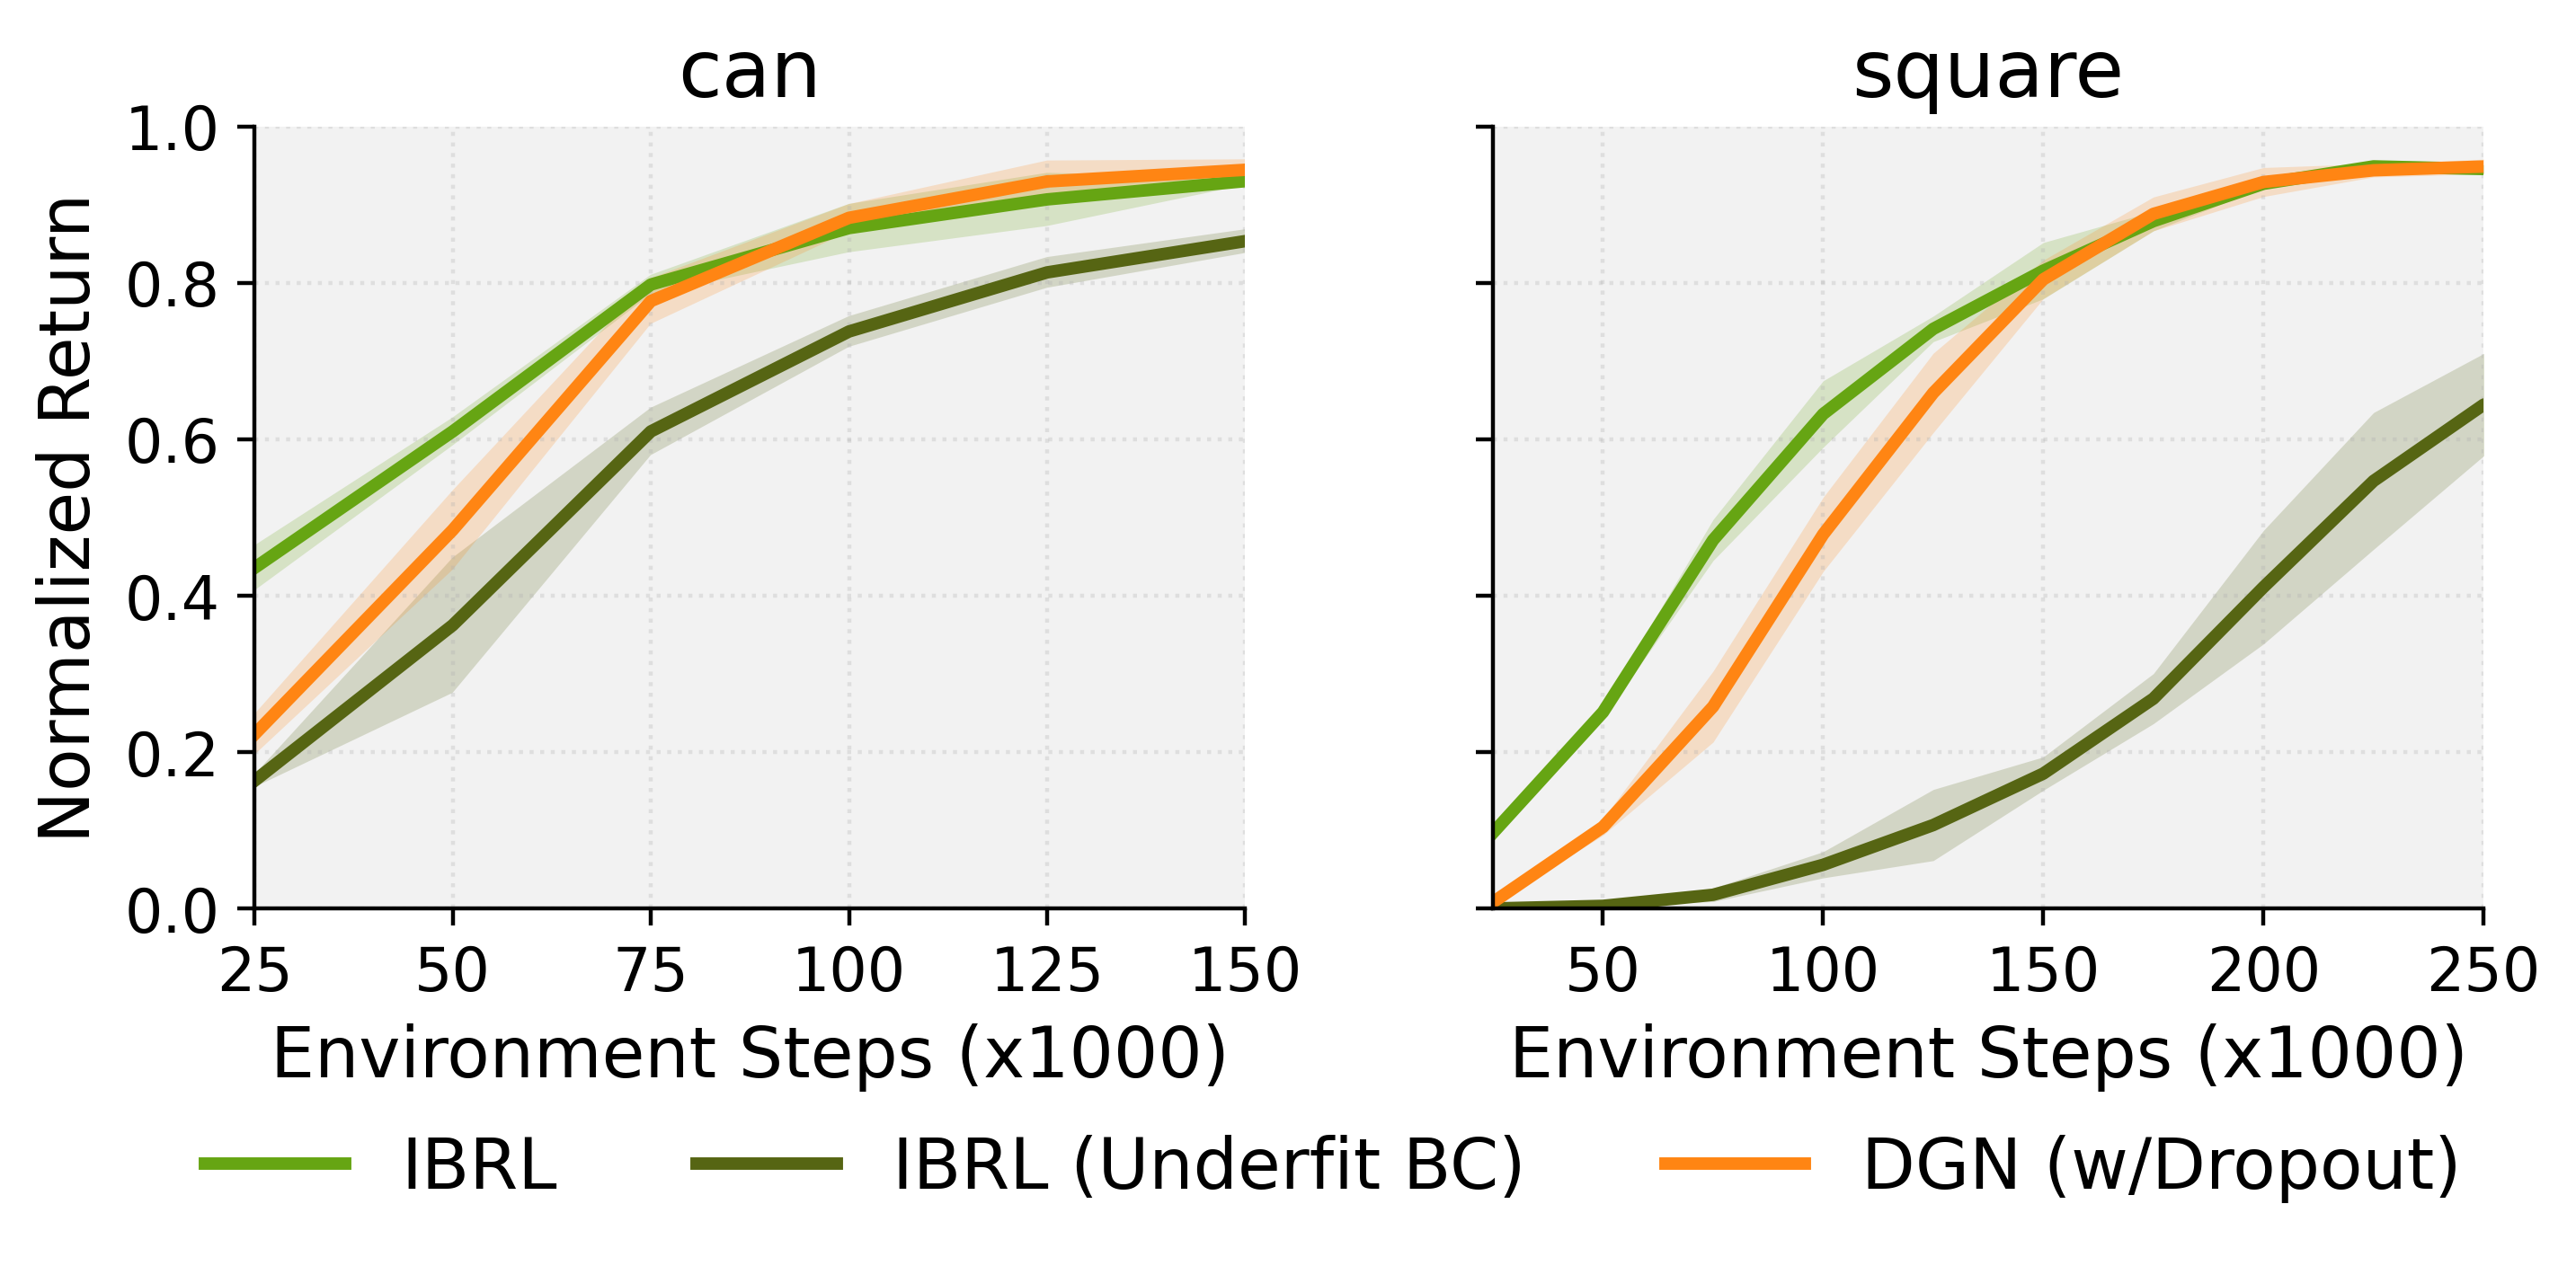 can
square
Normalized Return
1.0
0.8
0.6
0.4
0.2
0.0
25 50 75 100 125 150
50 100 150 200 250
Environment Steps (x1000)
Environment Steps (x1000)
IBRL
IBRL (Underfit BC)
DGN (w/Dropout)